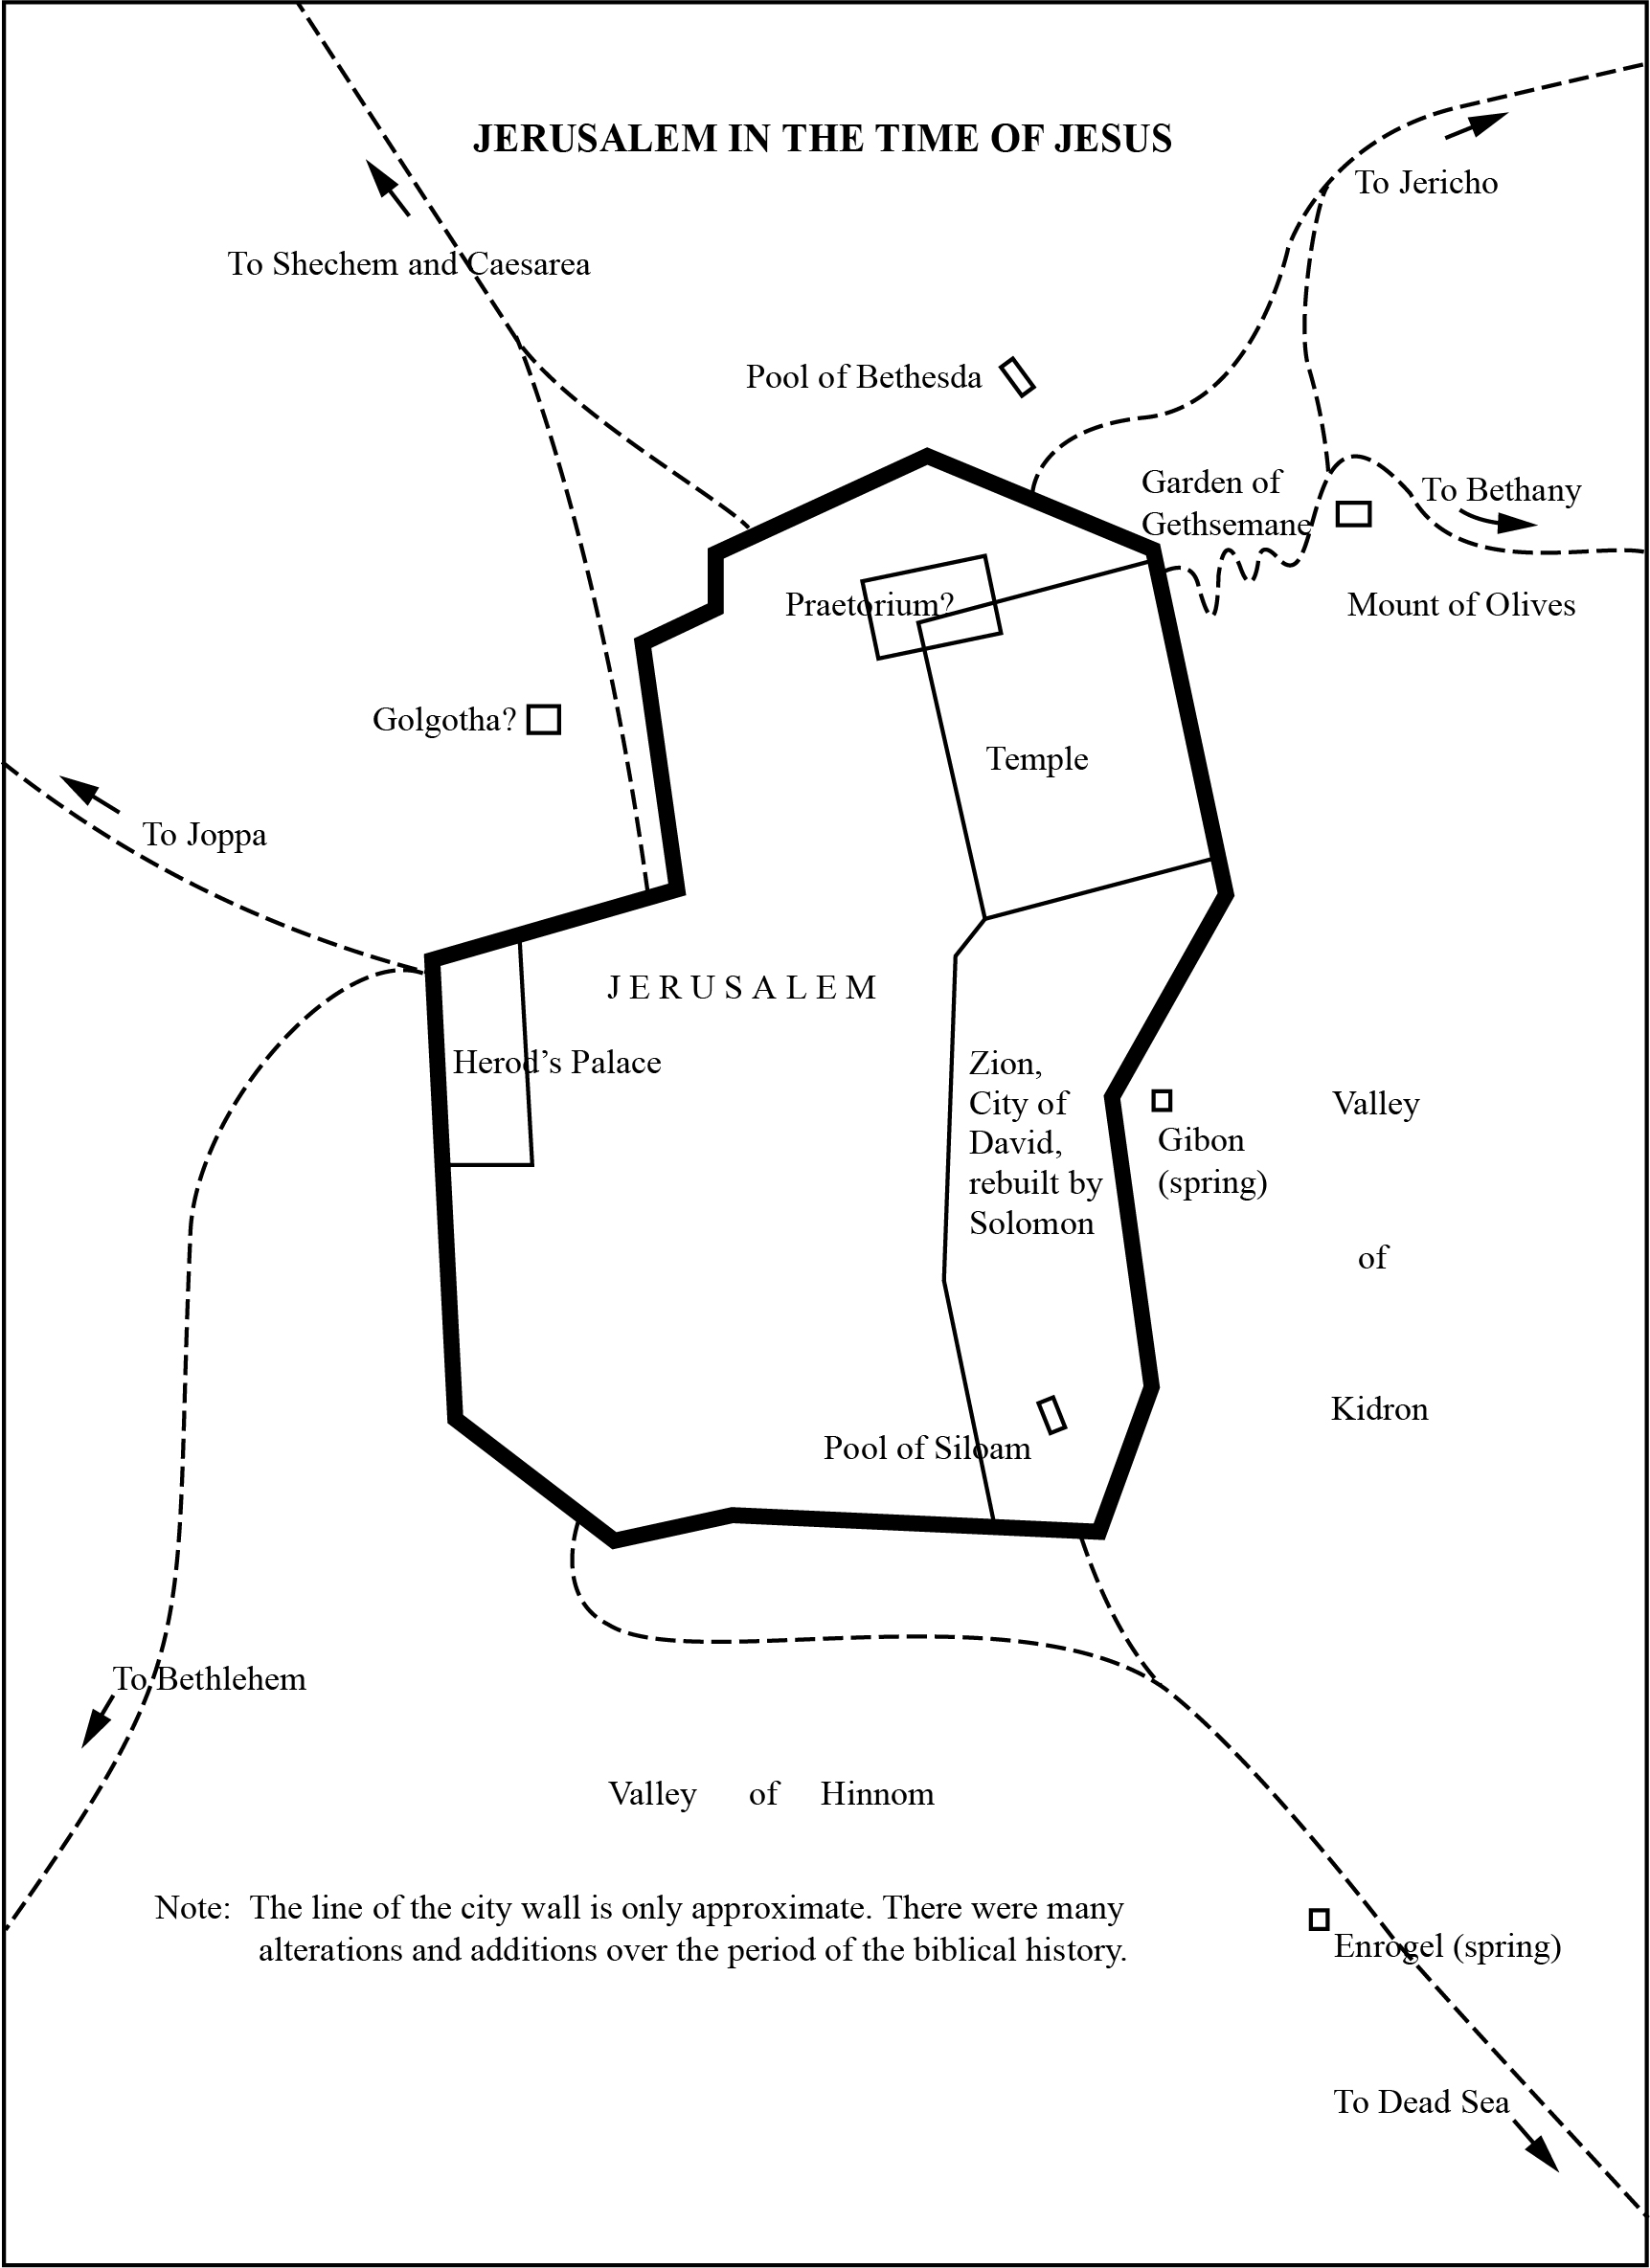 JERUSALEM IN THE TIME OF JESUS
To Jericho
To Shechem and Caesarea
Pool of Bethesda
Garden of
Gethsemane
To Bethany
Praetorium?
Mount of Olives
Golgotha?
Temple
To Joppa
JERUSALEM
Herod’s Palace
Zion,
City of
David,
rebuilt by
Solomon
Gibon
(spring)
Valley
of
Kidron
Pool of Siloam
To Bethlehem
Valley of Hinnom
Note: The line of the city wall is only approximate. There were many
alterations and additions over the period of the biblical history.
Enrogel (spring)
To Dead Sea